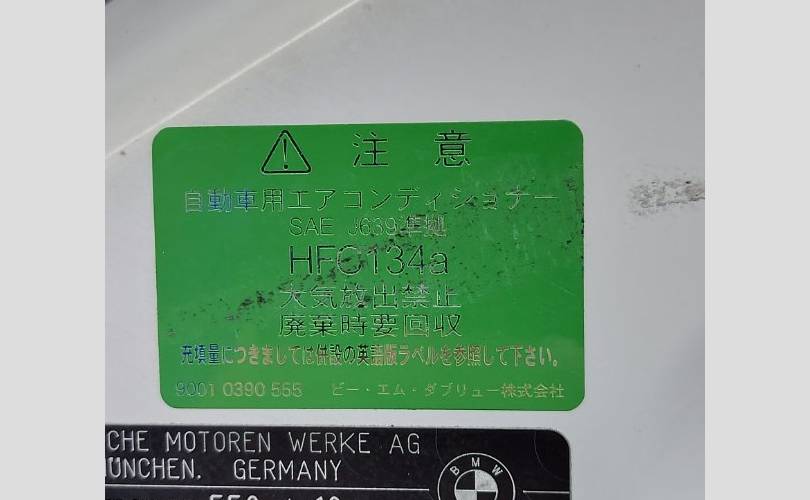 注意
自動車用エアコンディショナー
SAE J639準拠
HFC134a
大気放出禁止
廃棄時要回収
充填量につきましては併設の英語版ラベルを参照して下さい。
9001 0390 555 ビー・エム・ダブリュー株式会社
CHE MOTOREN WERKE AG
MÜNCHEN, GERMANY
BMW